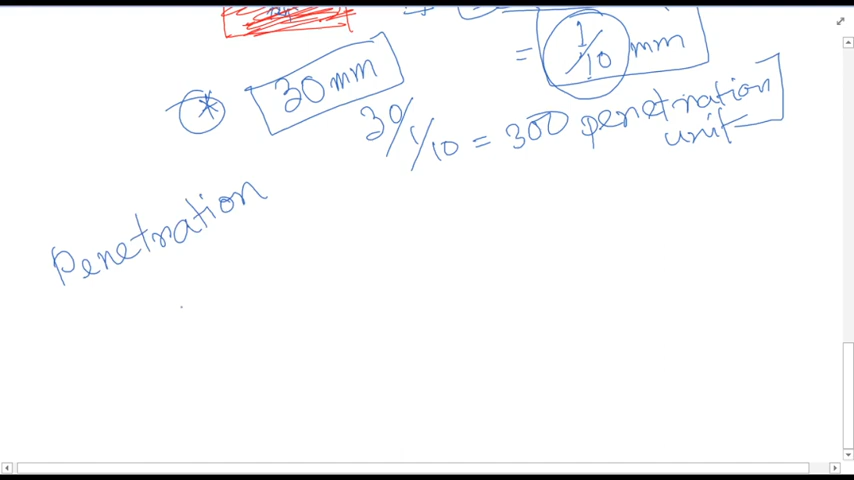 = 1/10 mm
* 30 mm
30/1/10 = 300 penetration
unit
Penetration